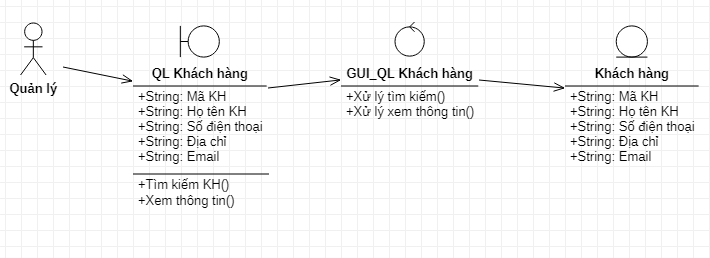 Quản lý
QL Khách hàng
+String: Mã KH
+String: Họ tên KH
+String: Số điện thoại
+String: Địa chỉ
+String: Email
+Tìm kiếm KH()
+Xem thông tin()
GUI_QL Khách hàng
+Xử lý tìm kiếm()
+Xử lý xem thông tin()
Khách hàng
+String: Mã KH
+String: Họ tên KH
+String: Số điện thoại
+String: Địa chỉ
+String: Email